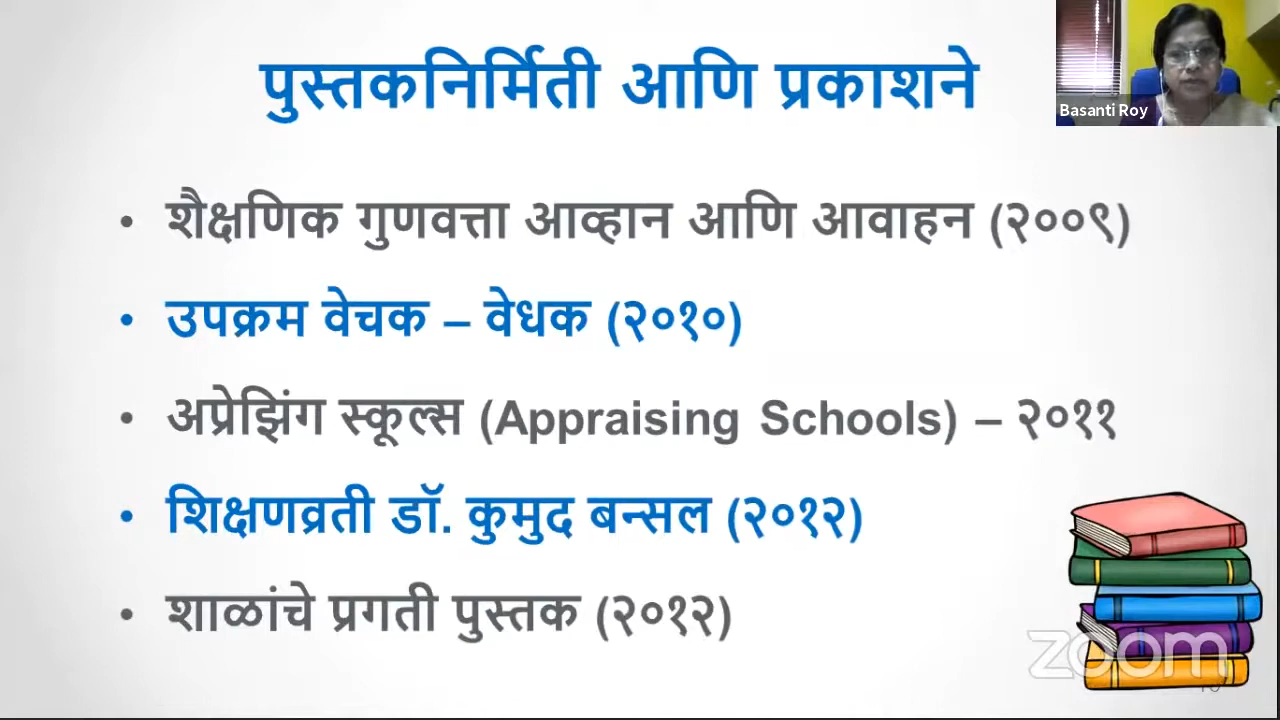 पुस्तकनिर्मिती आणि प्रकाशने
Basanti Roy
• शैक्षणिक गुणवत्ता आव्हान आणि आवाहन (२००९)
• उपक्रम वेचक – वेधक (२०१०)
• अप्रेझिंग स्कूल्स (Appraising Schools) – २०११
• शिक्षणव्रती डॉ. कुमुद बन्सल (२०१२)
• शाळांचे प्रगती पुस्तक (२०१२)
zoom